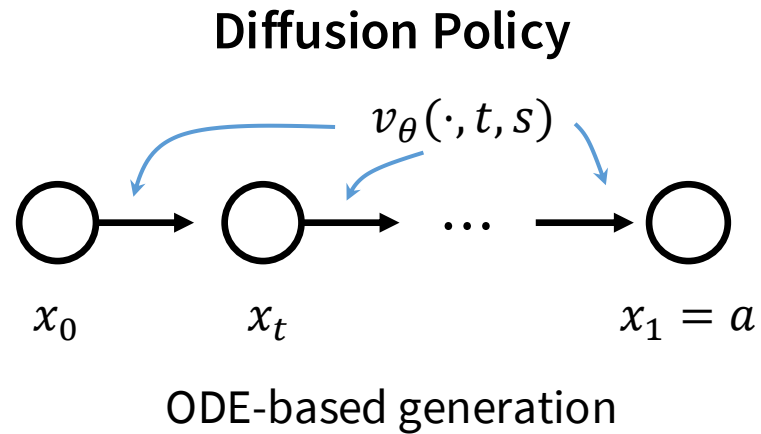 Diffusion Policy
v_θ(·, t, s)
...
x_0 x_t x_1 = a
ODE-based generation